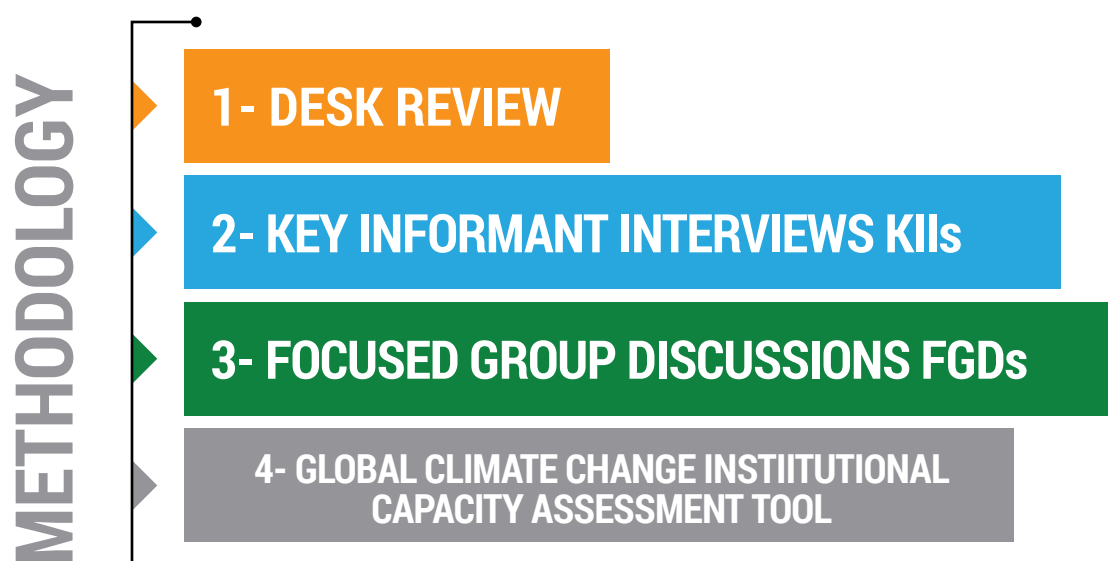 METHODOLOGY
1- DESK REVIEW
2- KEY INFORMANT INTERVIEWS KIIs
3- FOCUSED GROUP DISCUSSIONS FGDs
4- GLOBAL CLIMATE CHANGE INSTIITUTIONAL
CAPACITY ASSESSMENT TOOL